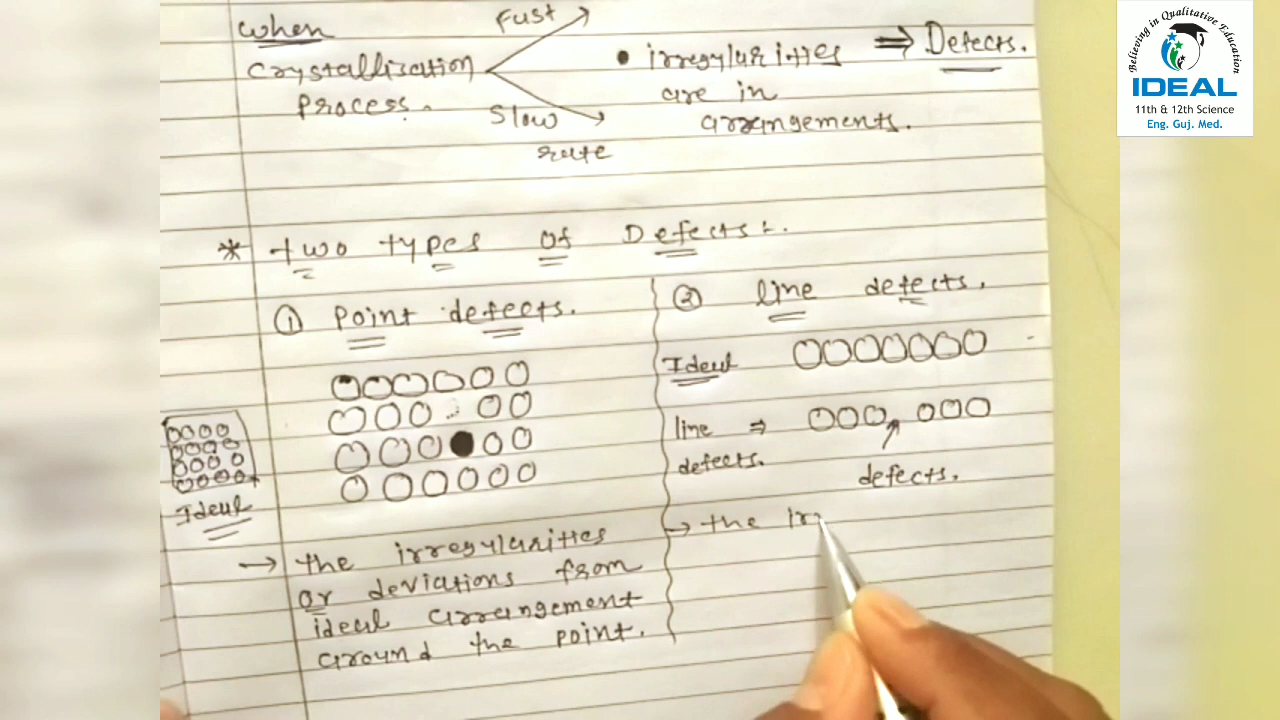 when
Fast
Crystallisation
process.
Slow
rate
• irregularities ⇒ Defects.
are in
arrangements.
* two types of Defects:.
① Point defects.
Ideal
→ the irregularities
or deviations from
ideal arrangement
around the point.
② line defects.
Ideal
line ⇒
defects.
defects.
→ the irr
Believing in Qualitative Education
IDEAL
11th & 12th Science
Eng. Guj. Med.